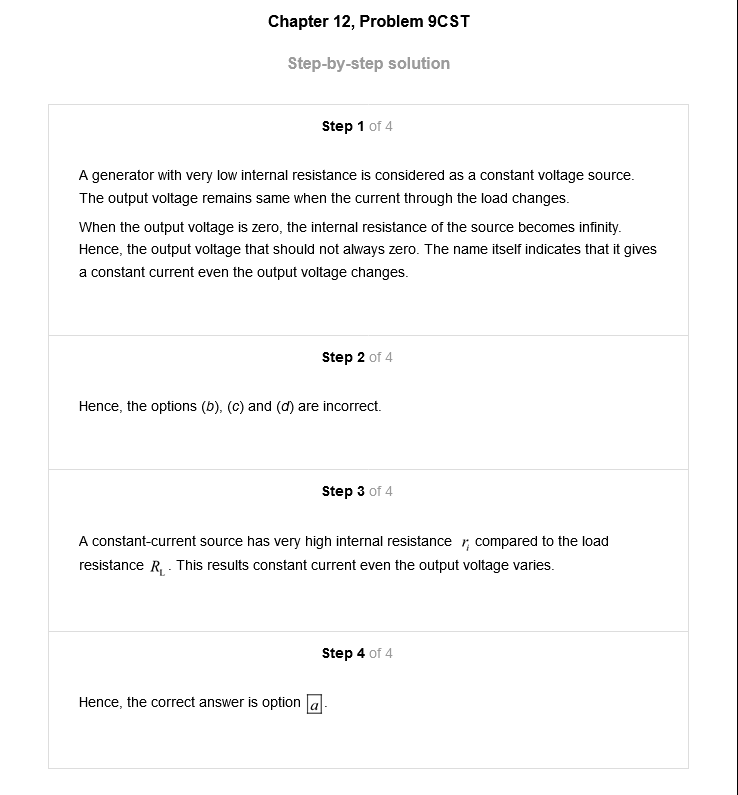 Chapter 12, Problem 9CST
Step-by-step solution
Step 1 of 4
A generator with very low internal resistance is considered as a constant voltage source.
The output voltage remains same when the current through the load changes.
When the output voltage is zero, the internal resistance of the source becomes infinity.
Hence, the output voltage that should not always zero. The name itself indicates that it gives
a constant current even the output voltage changes.
Step 2 of 4
Hence, the options (b), (c) and (d) are incorrect.
Step 3 of 4
A constant-current source has very high internal resistance r_i compared to the load
resistance R_L. This results constant current even the output voltage varies.
Step 4 of 4
Hence, the correct answer is option a.